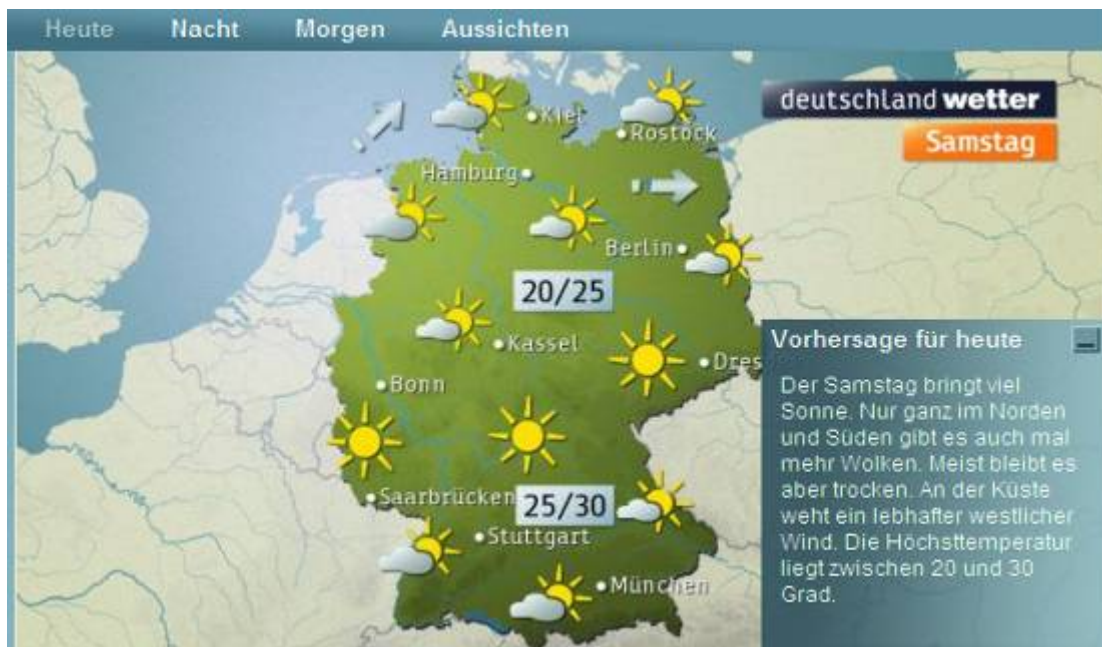 Heute Nacht Morgen Aussichten
deutschland wetter
Samstag
Kiel
Rostock
Hamburg
Berlin
20/25
Kassel
Dres
Bonn
Saarbrücken
25/30
Stuttgart
München
Vorhersage für heute
Der Samstag bringt viel
Sonne. Nur ganz im Norden
und Süden gibt es auch mal
mehr Wolken. Meist bleibt es
aber trocken. An der Küste
weht ein lebhafter westlicher
Wind. Die Höchsttemperatur
liegt zwischen 20 und 30
Grad.